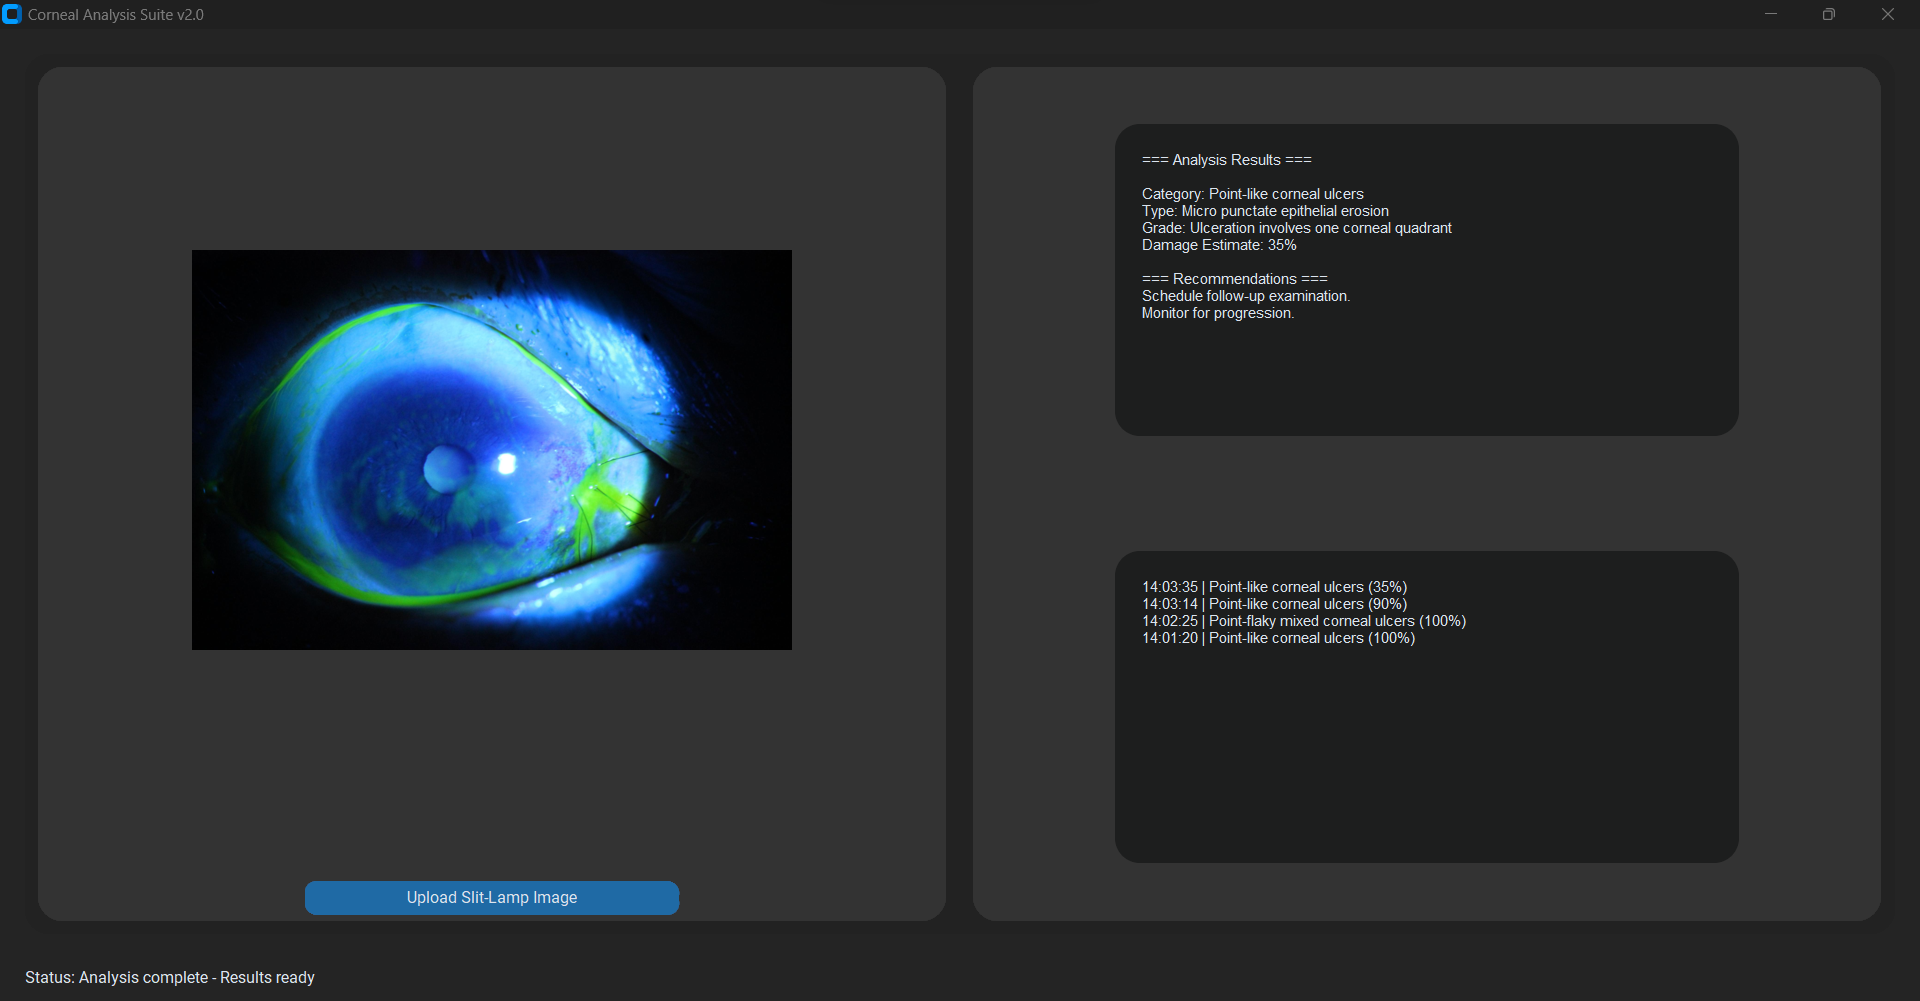 Corneal Analysis Suite v2.0
=== Analysis Results ===
Category: Point-like corneal ulcers
Type: Micro punctate epithelial erosion
Grade: Ulceration involves one corneal quadrant
Damage Estimate: 35%
=== Recommendations ===
Schedule follow-up examination.
Monitor for progression.
14:03:35 | Point-like corneal ulcers (35%)
14:03:14 | Point-like corneal ulcers (90%)
14:02:25 | Point-flaky mixed corneal ulcers (100%)
14:01:20 | Point-like corneal ulcers (100%)
Upload Slit-Lamp Image
Status: Analysis complete - Results ready